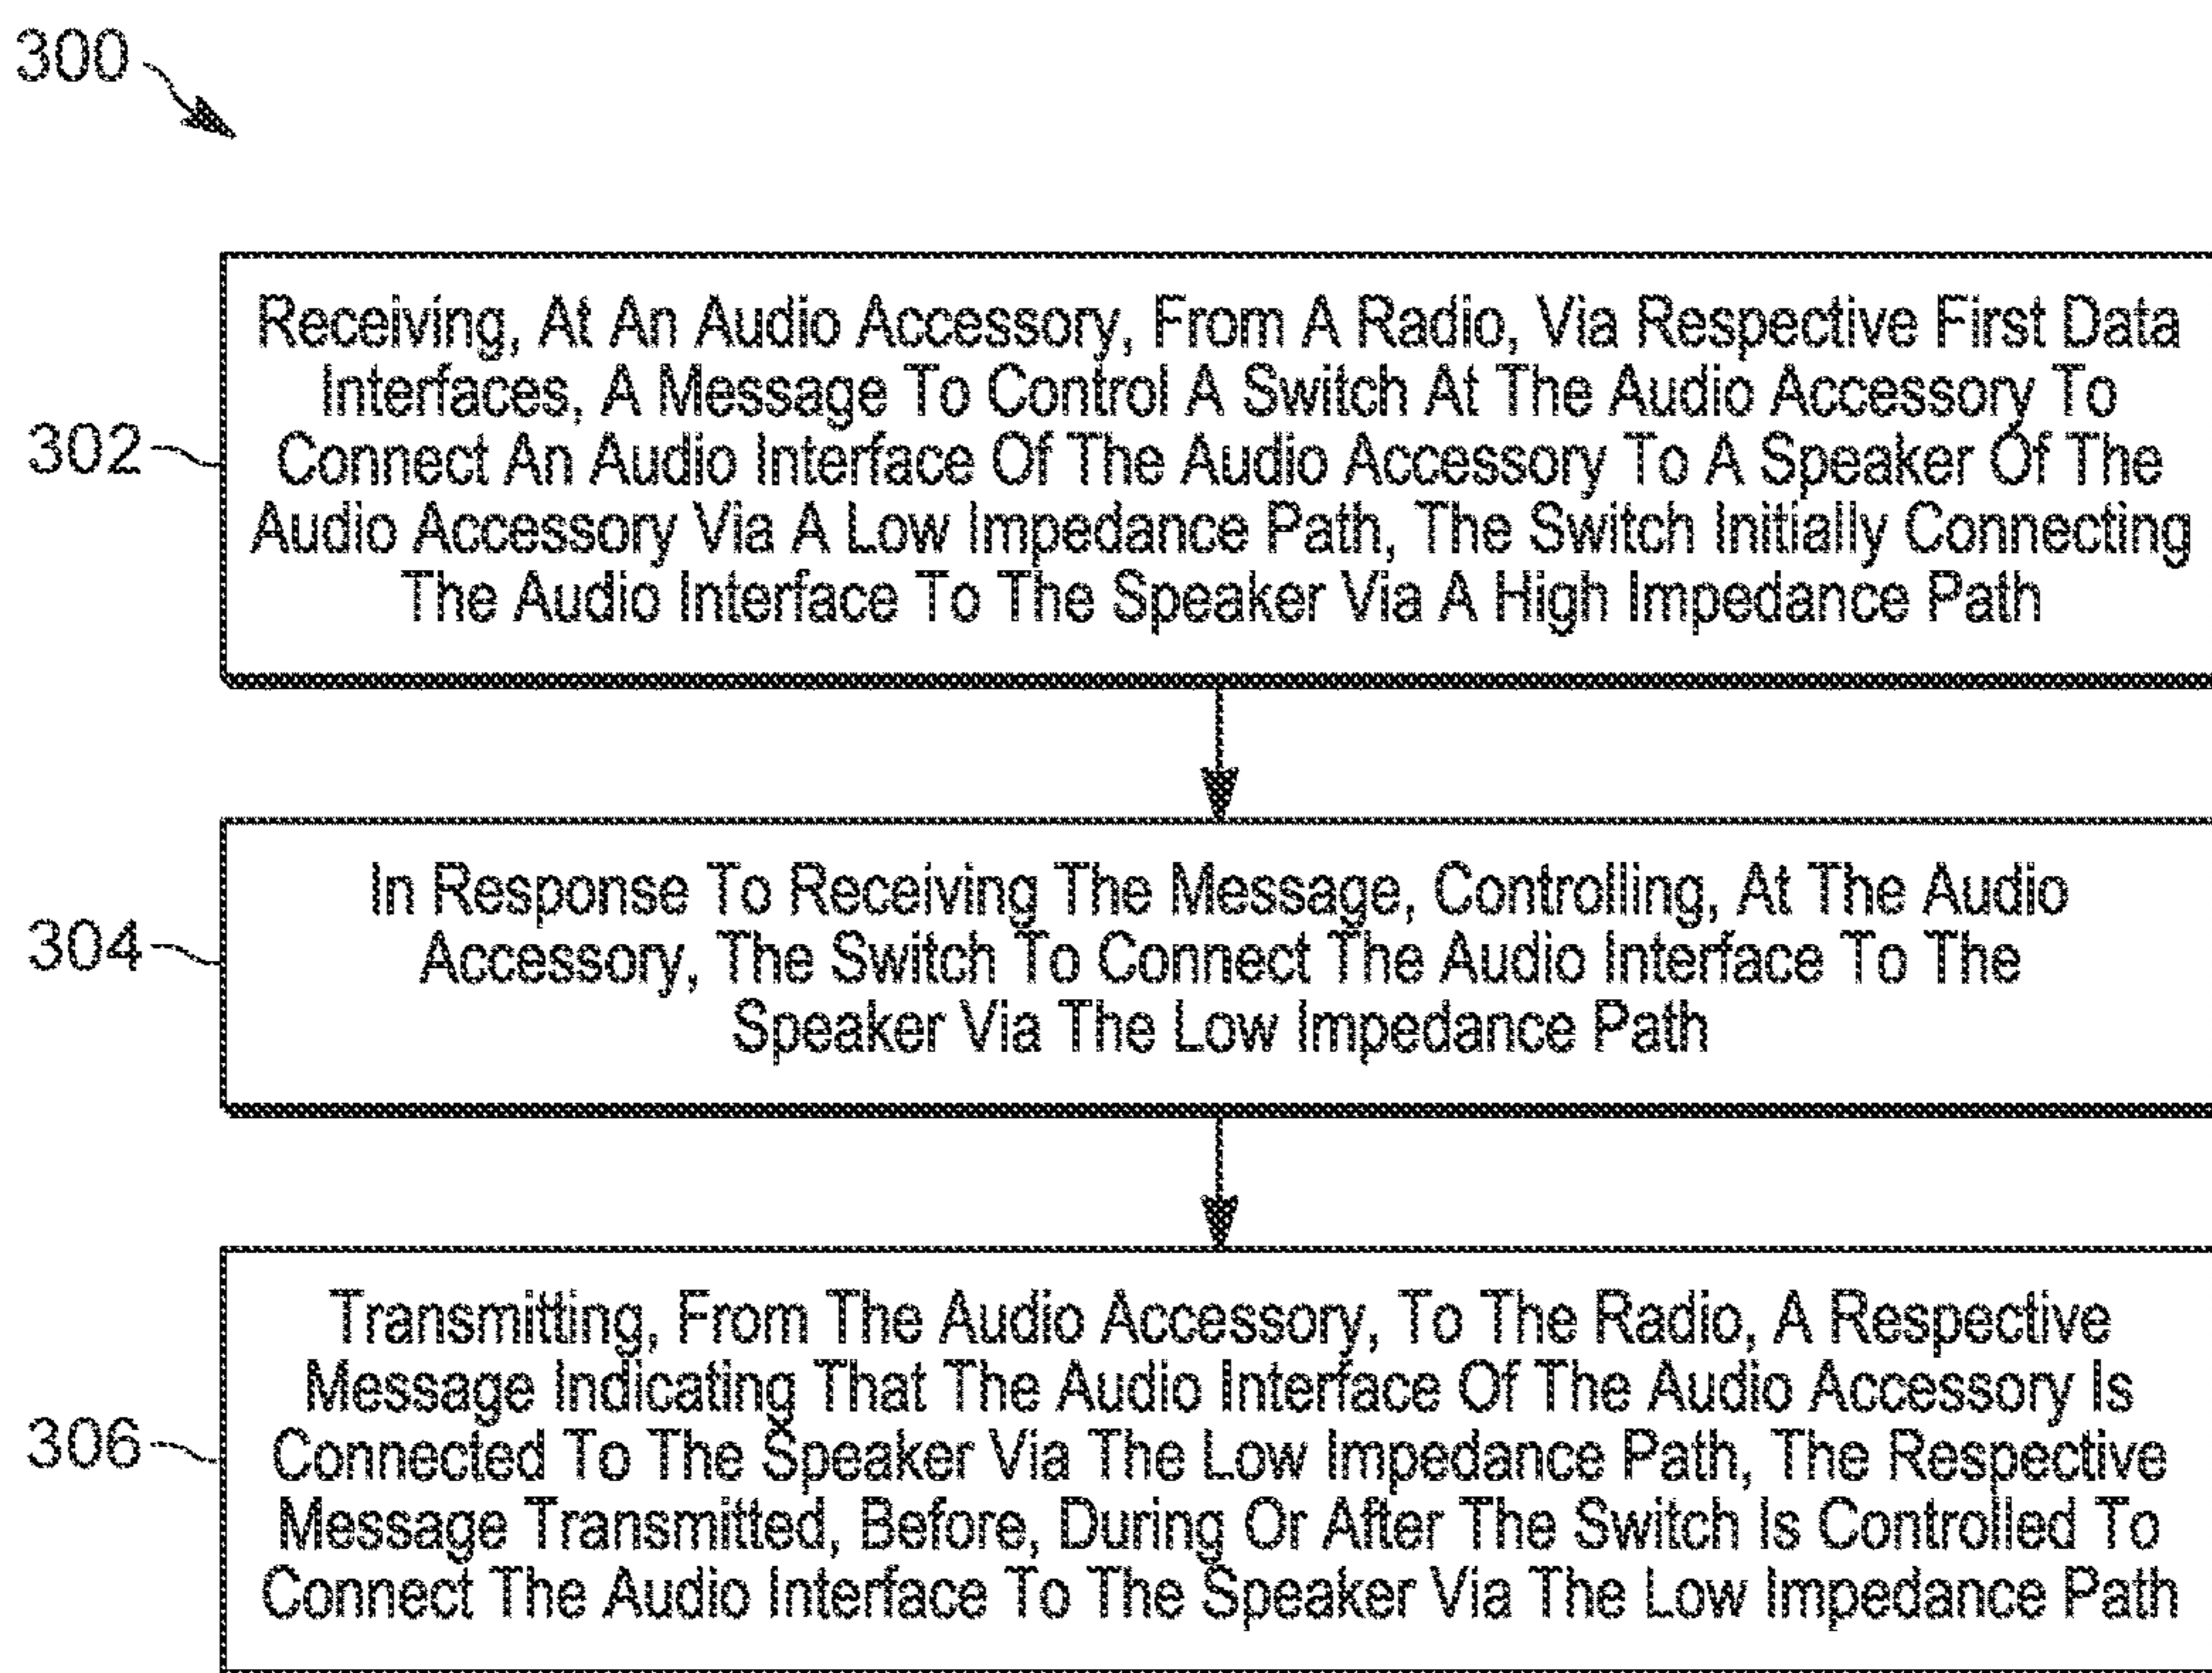 300
Receiving, At An Audio Accessory, From A Radio, Via Respective First Data
Interfaces, A Message To Control A Switch At The Audio Accessory To
302
Connect An Audio Interface Of The Audio Accessory To A Speaker Of The
Audio Accessory Via A Low Impedance Path, The Switch Initially Connecting
The Audio Interface To The Speaker Via A High Impedance Path
In Response To Receiving The Message, Controlling, At The Audio
304
Accessory, The Switch To Connect The Audio Interface To The
Speaker Via The Low Impedance Path
Transmitting, From The Audio Accessory, To The Radio, A Respective
Message Indicating That The Audio Interface Of The Audio Accessory Is
306
Connected To The Speaker Via The Low Impedance Path, The Respective
Message Transmitted, Before, During Or After The Switch Is Controlled To
Connect The Audio Interface To The Speaker Via The Low Impedance Path